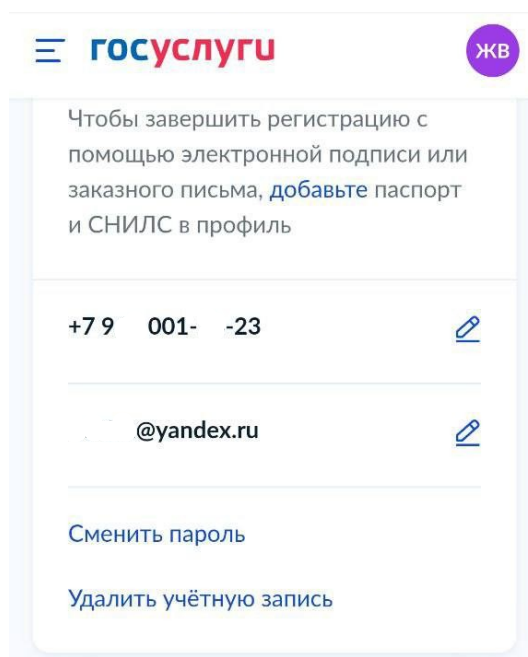 госуслуги
ЖВ
Чтобы завершить регистрацию с
помощью электронной подписи или
заказного письма, добавьте паспорт
и СНИЛС в профиль
+7 9 001- -23
@yandex.ru
Сменить пароль
Удалить учётную запись